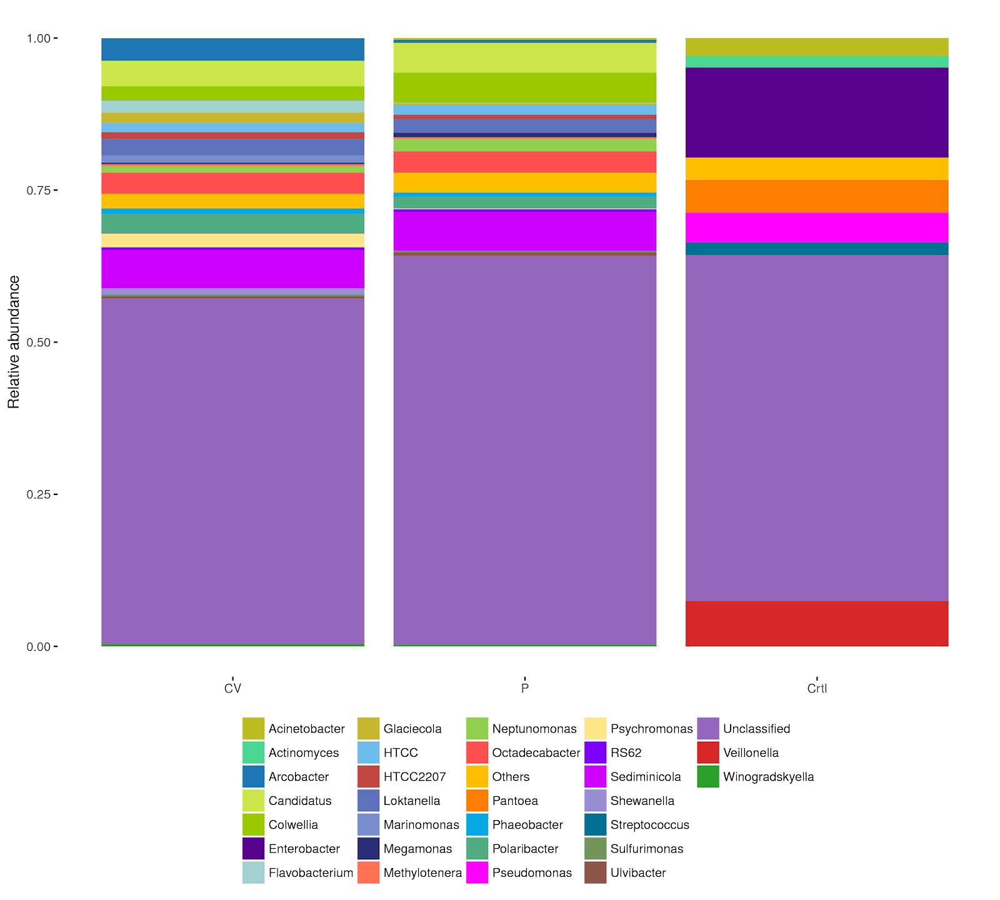 1.00
0.75
0.50
0.25
0.00
Relative abundance
CV P Crtl
Acinetobacter Glaciecola Neptunomonas Psychromonas Unclassified
Actinomyces HTCC Octadecabacter RS62 Veillonella
Arcobacter HTCC2207 Others Sediminicola Winogradskyella
Candidatus Loktanella Pantoea Shewanella
Colwellia Marinomonas Phaeobacter Streptococcus
Enterobacter Megamonas Polaribacter Sulfurimonas
Flavobacterium Methylotenera Pseudomonas Ulvibacter